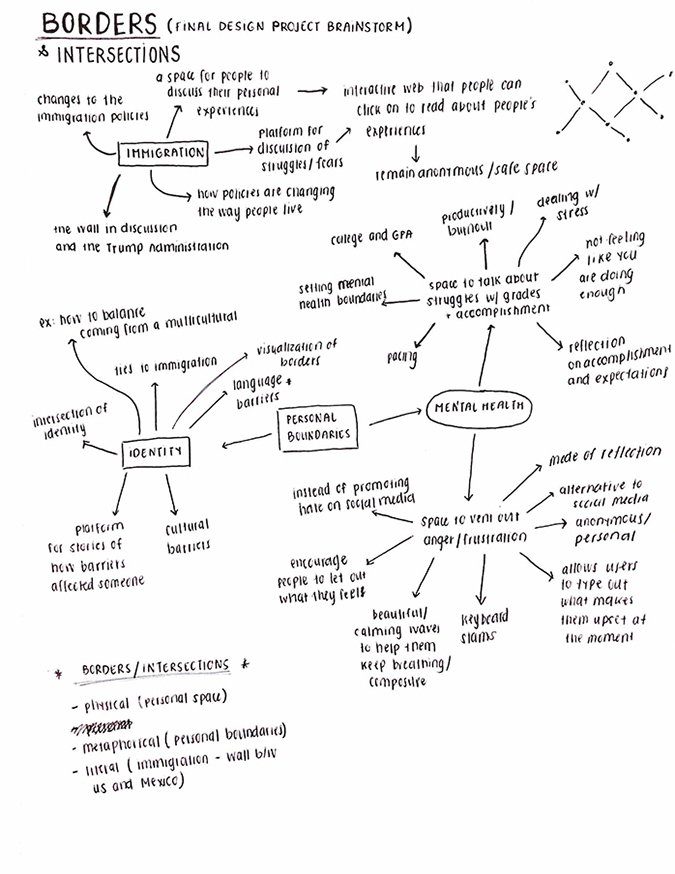 BORDERS (FINAL DESIGN PROJECT BRAINSTORM)
& INTERSECTIONS
changes to the
immigration policies
a space for people to
discuss their personal
experiences
interactive web that people can
click on to read about people's
experiences
IMMIGRATION
platform for
discussion of
struggles/fears
remain anonymous/safe space
how policies are changing
the way people live
the wall in discussion
and the Trump Administration
college and GPA
productively/
burnout
dealing w/
stress
not feeling
like you
are doing
enough
setting mental
health boundaries
space to talk about
struggles w/ grades
+ accomplishment
pacing
reflection
on accomplishment
and expectations
ex: how to balance
coming from a multicultural
ties to immigration
visualization of
borders
language *
barriers
intersection of
identity
IDENTITY
PERSONAL
BOUNDARIES
MENTAL HEALTH
platform
for stories of
how barriers
affected someone
cultural
barriers
instead of promoting
hate on social media
space to vent out
anger/frustration
mode of reflection
alternative to
social media
anonymous/
personal
encourage
people to let out
what they feel
beautiful/
calming waves
to help them
keep breathing/
composure
keyboard
slams
allows users
to type out
what makes
them upset at
the moment
* BORDERS/INTERSECTIONS *
- physical (personal space)
- metaphorical (personal boundaries)
- literal (immigration - wall b/w
US and Mexico)